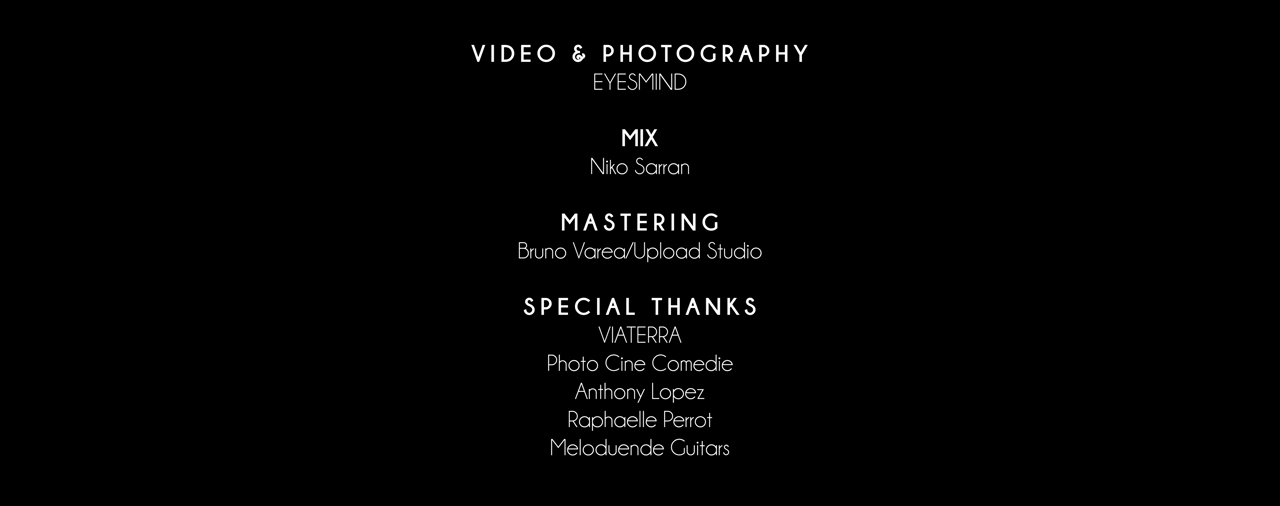 VIDEO & PHOTOGRAPHY
EYESMIND
MIX
Niko Sarran
MASTERING
Bruno Varea/Upload Studio
SPECIAL THANKS
VIATERRA
Photo Cine Comedie
Anthony Lopez
Raphaelle Perrot
Meloduende Guitars